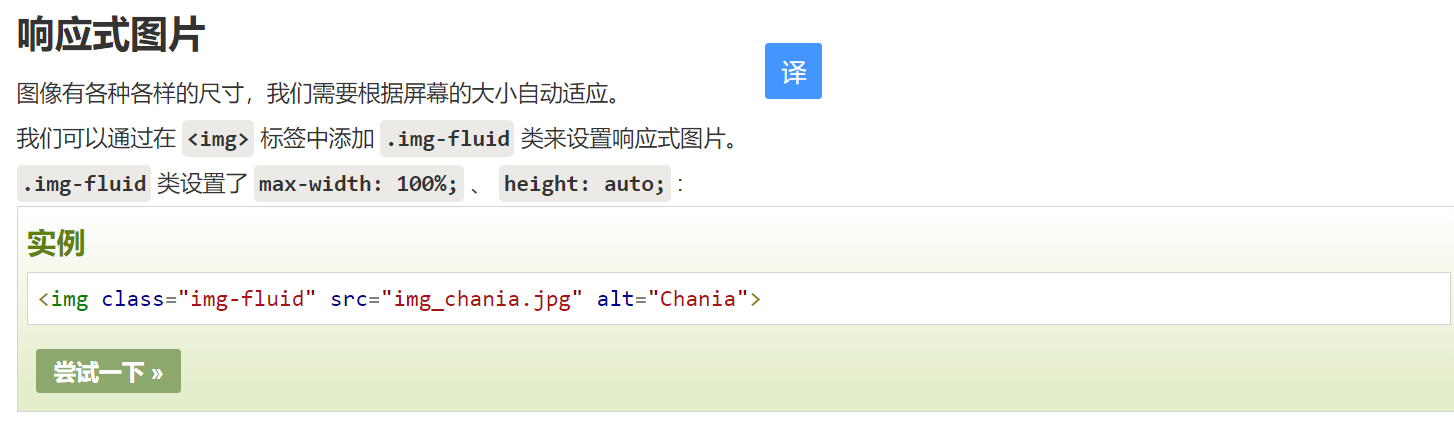 响应式图片
译
图像有各种各样的尺寸，我们需要根据屏幕的大小自动适应。
我们可以通过在 <img> 标签中添加 .img-fluid 类来设置响应式图片。
.img-fluid 类设置了 max-width: 100%; 、 height: auto; :
实例
<img class="img-fluid" src="img_chania.jpg" alt="Chania">
尝试一下 »